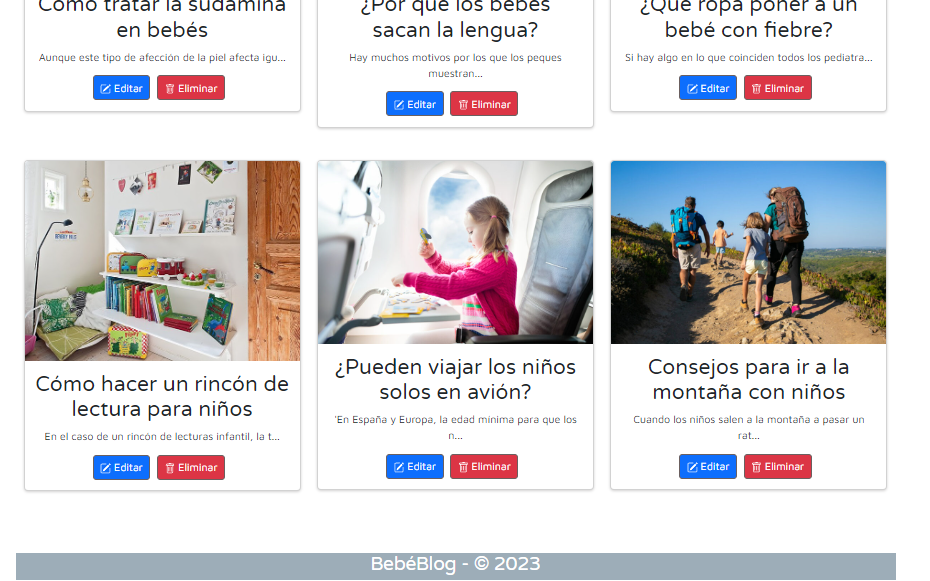 Cómo tratar la sudamina
en bebés
Aunque este tipo de afección de la piel afecta igu...
Editar Eliminar
¿Por qué los bebés
sacan la lengua?
Hay muchos motivos por los que los peques
muestran...
Editar Eliminar
¿Qué ropa poner a un
bebé con fiebre?
Si hay algo en lo que coinciden todos los pediatra...
Editar Eliminar
Cómo hacer un rincón de
lectura para niños
En el caso de un rincón de lecturas infantil, la t...
Editar Eliminar
¿Pueden viajar los niños
solos en avión?
'En España y Europa, la edad mínima para que los
n...
Editar Eliminar
Consejos para ir a la
montaña con niños
Cuando los niños salen a la montaña a pasar un
rat...
Editar Eliminar
BebéBlog - © 2023